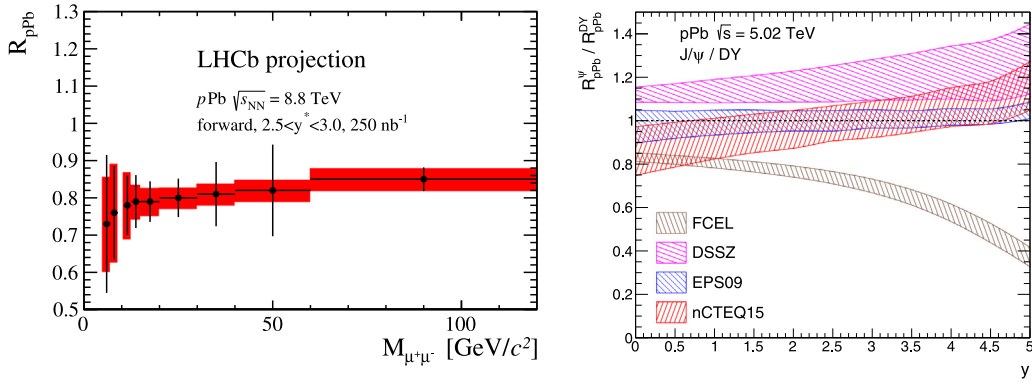 R_pPb
1.3
1.2
1.1
1
0.9
0.8
0.7
0.6
0.5
LHCb projection
pPb √s_NN = 8.8 TeV
forward, 2.5<y*<3.0, 250 nb⁻¹
0
50
100
M_μ⁺μ⁻ [GeV/c²]
R^ψ_pPb / R^DY_pPb
1.4
1.2
1
0.8
0.6
0.4
0.2
0
pPb √s = 5.02 TeV
J/ψ / DY
FCEL
DSSZ
EPS09
nCTEQ15
0 0.5 1 1.5 2 2.5 3 3.5 4 4.5 5
y